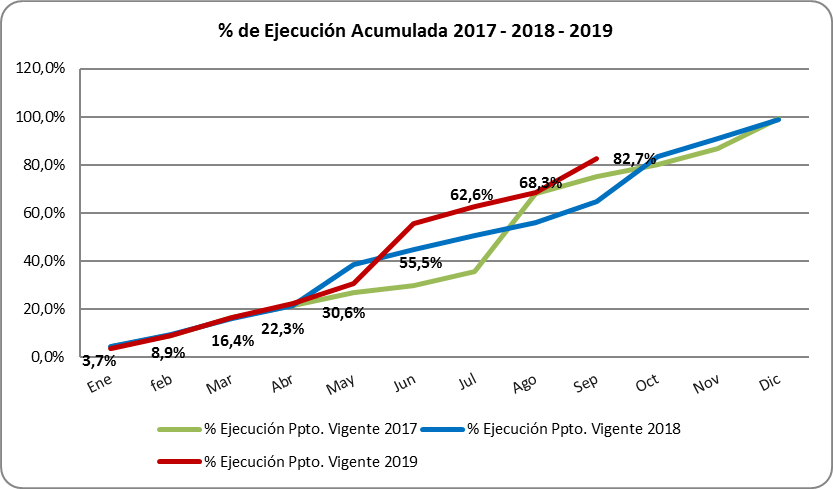 % de Ejecución Acumulada 2017 - 2018 - 2019
120,0%
100,0%
80,0%
60,0%
40,0%
20,0%
0,0%
3,7%
8,9%
16,4%
22,3%
30,6%
55,5%
62,6%
68,3%
82,7%
Ene
feb
Mar
Abr
May
Jun
Jul
Ago
Sep
Oct
Nov
Dic
% Ejecución Ppto. Vigente 2017
% Ejecución Ppto. Vigente 2018
% Ejecución Ppto. Vigente 2019